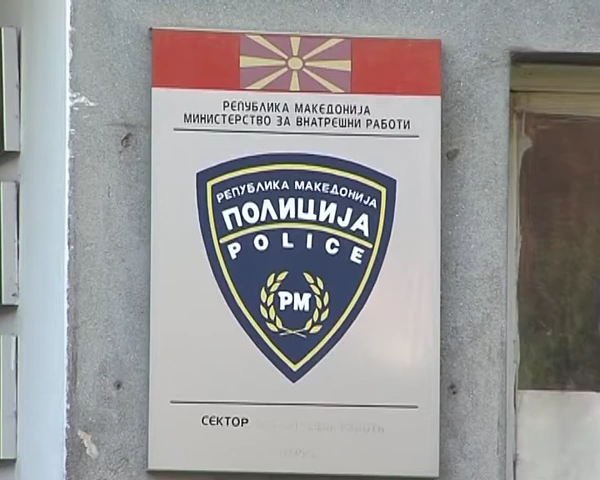 РЕПУБЛИКА МАКЕДОНИЈА
МИНИСТЕРСТВО ЗА ВНАТРЕШНИ РАБОТИ
РЕПУБЛИКА МАКЕДОНИЈА
ПОЛИЦИЈА
POLICE
РМ
СЕКТОР